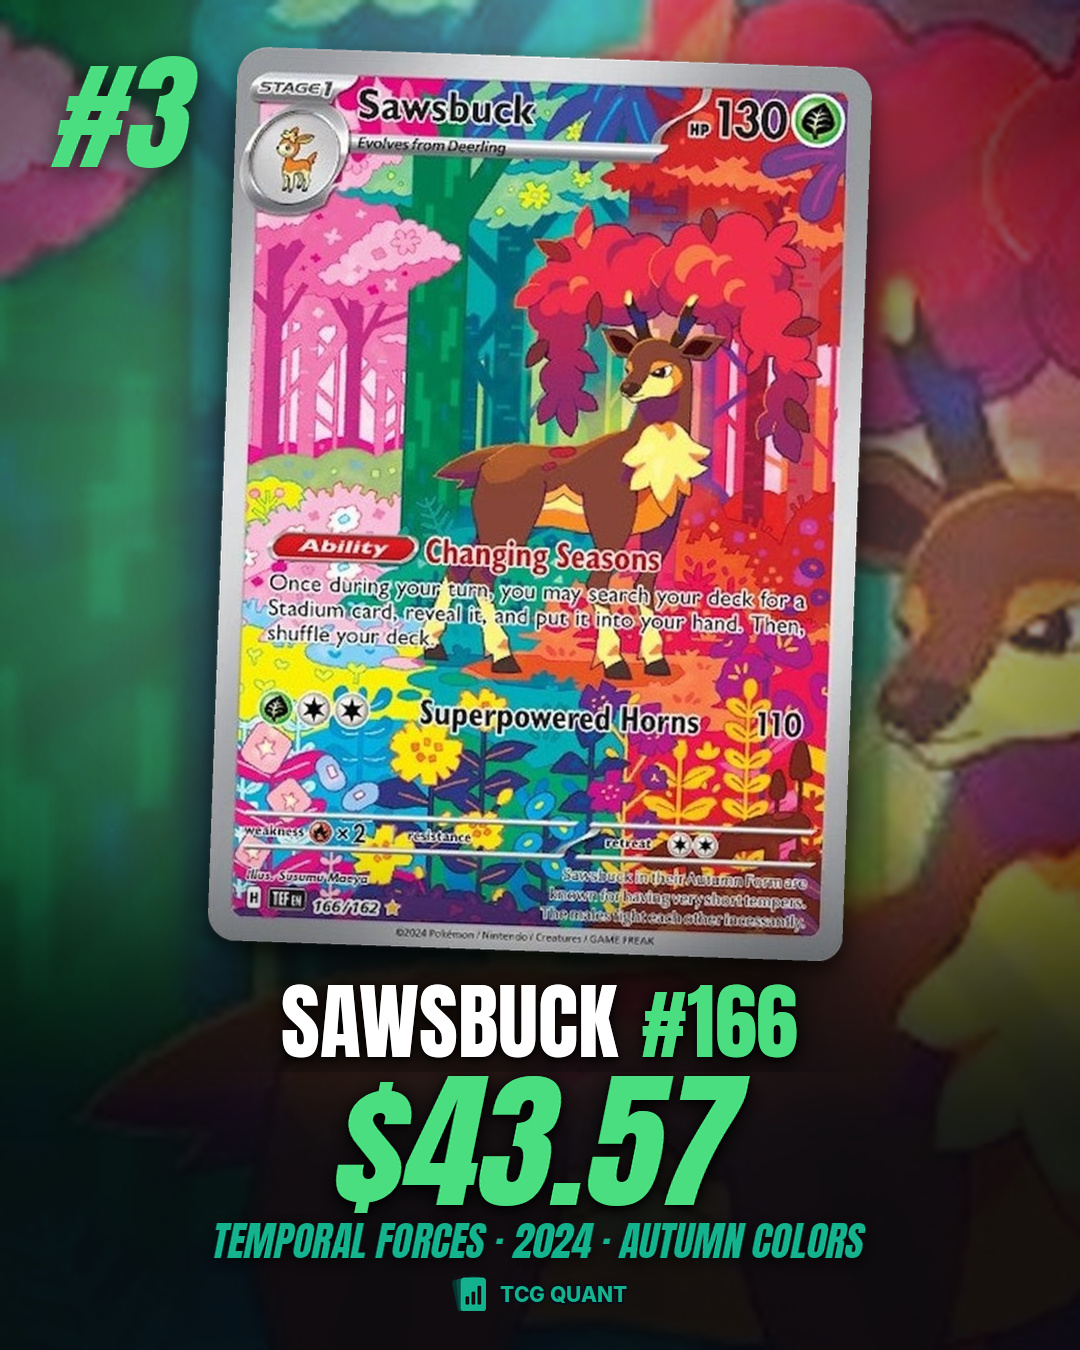 #3
STAGE1
Sawsbuck
HP 130
Evolves from Deerling
Ability Changing Seasons
Once during your turn, you may search your deck for a
Stadium card, reveal it, and put it into your hand. Then,
shuffle your deck.
Superpowered Horns 110
weakness ×2 resistance retreat
Illus. Susumu Maeya
Sawsbuck in their Autumn Form are
known for having very short tempers.
The males fight each other incessantly.
H TEF EN 166/162
©2024 Pokémon / Nintendo / Creatures / GAME FREAK
SAWSBUCK #166
$43.57
TEMPORAL FORCES · 2024 · AUTUMN COLORS
TCG QUANT